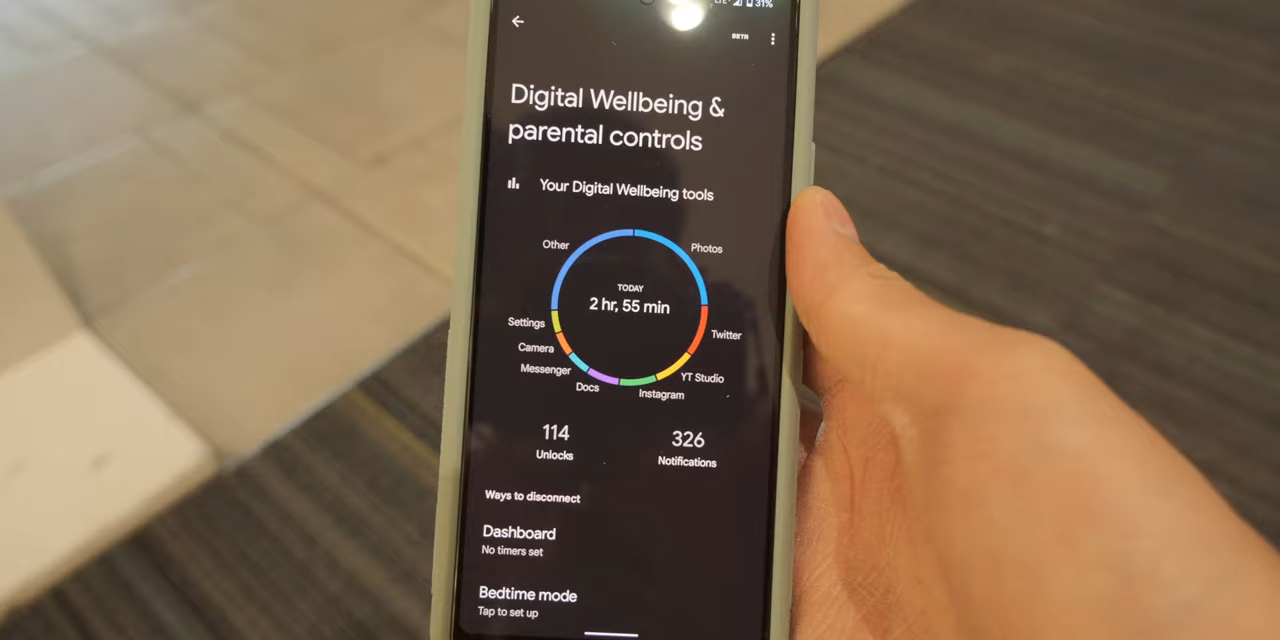 31%
BETA
Digital Wellbeing &
parental controls
Your Digital Wellbeing tools
Other
Photos
TODAY
2 hr, 55 min
Settings
Twitter
Camera
Messenger
YT Studio
Docs
Instagram
114
326
Unlocks
Notifications
Ways to disconnect
Dashboard
No timers set
Bedtime mode
Tap to set up